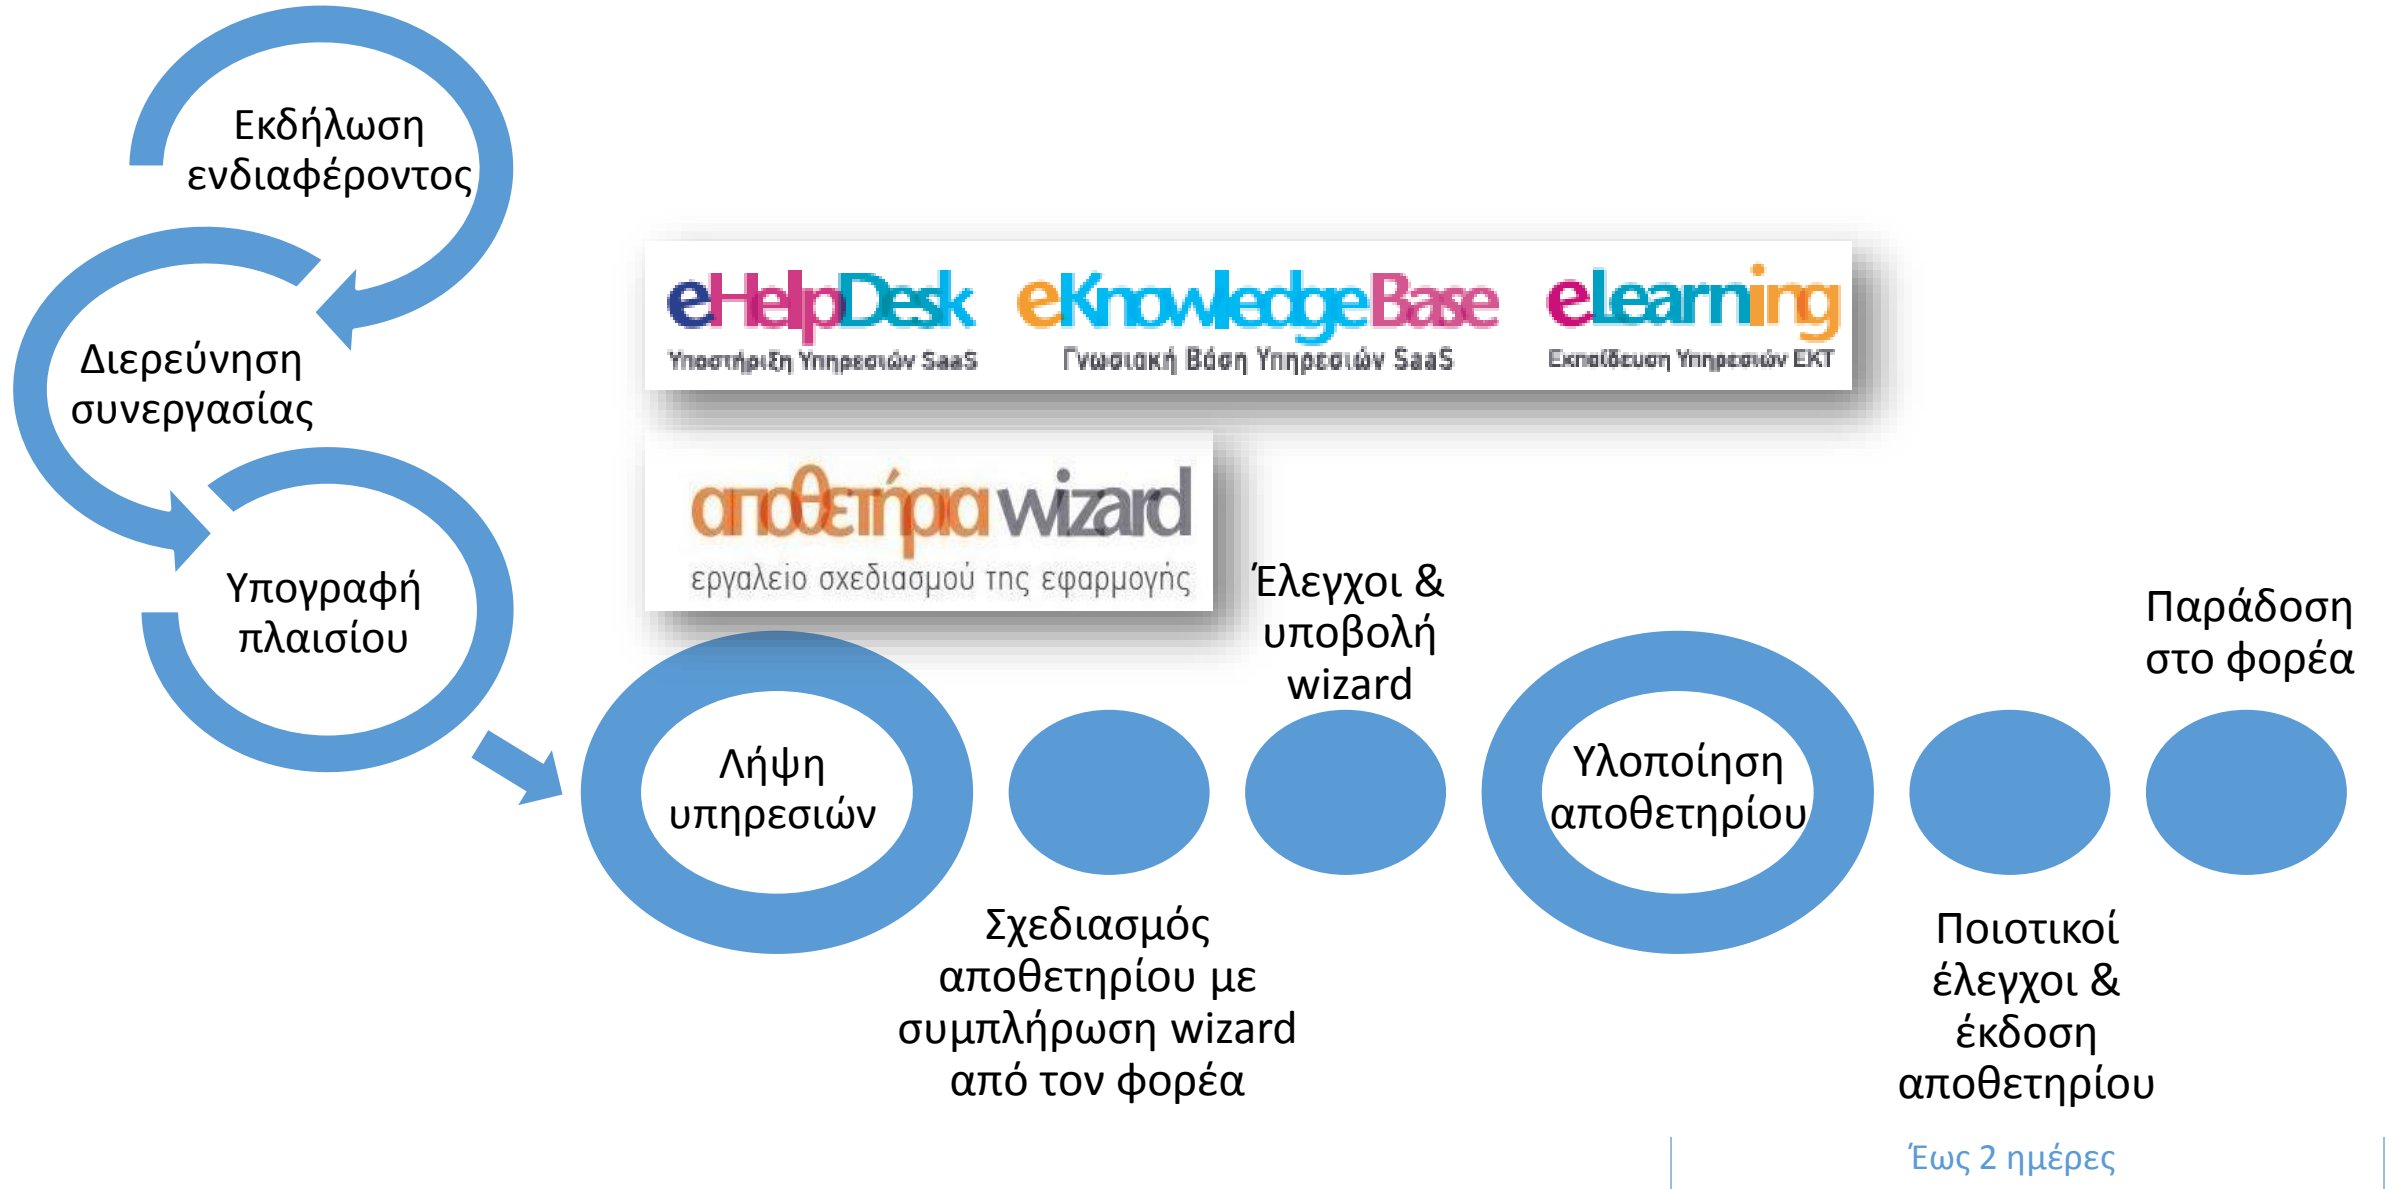 Εκδήλωση
ενδιαφέροντος
Διερεύνηση
συνεργασίας
Υπογραφή
πλαισίου
eHelpDesk
Υποστήριξη Υπηρεσιών SaaS
eKnowledgeBase
Γνωσιακή Βάση Υπηρεσιών SaaS
eLearning
Εκπαίδευση Υπηρεσιών ΕΚΤ
αποθετήρια wizard
εργαλείο σχεδιασμού της εφαρμογής
Λήψη
υπηρεσιών
Σχεδιασμός
αποθετηρίου με
συμπλήρωση wizard
από τον φορέα
Έλεγχοι &
υποβολή
wizard
Υλοποίηση
αποθετηρίου
Ποιοτικοί
έλεγχοι &
έκδοση
αποθετηρίου
Παράδοση
στο φορέα
Έως 2 ημέρες